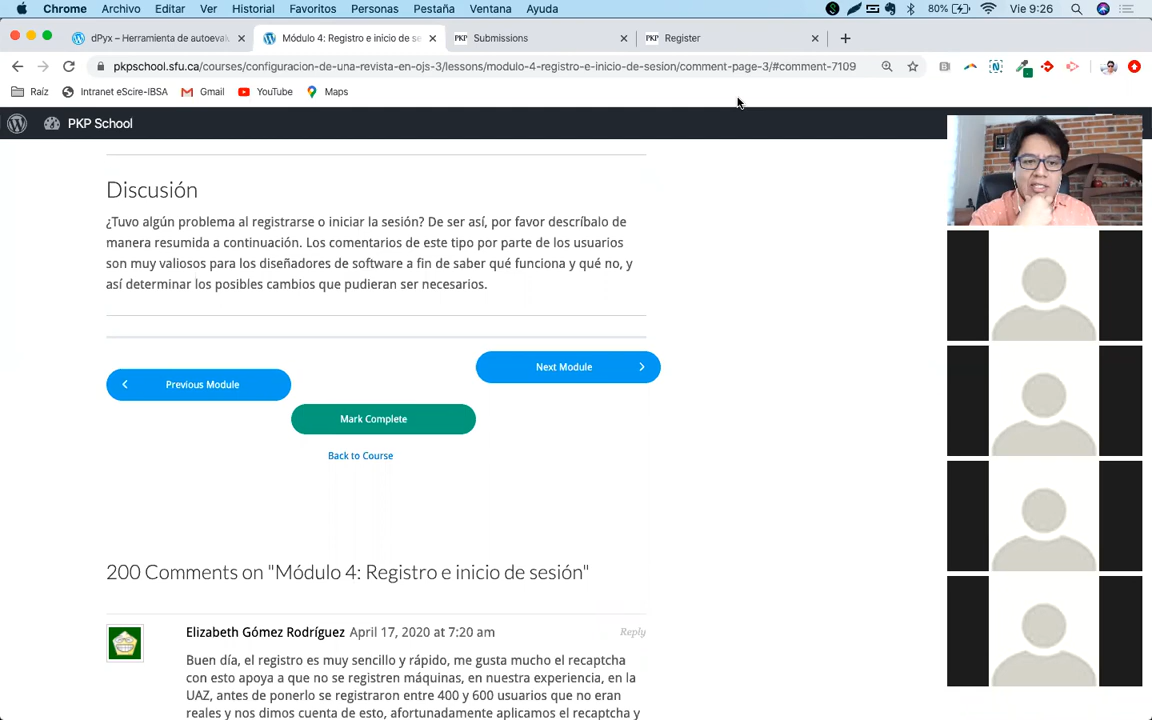 Chrome Archivo Editar Ver Historial Favoritos Personas Pestaña Ventana Ayuda 80% Vie 9:26
dPyx – Herramienta de autoeval Módulo 4: Registro e inicio de se PKP Submissions PKP Register
pkpschool.sfu.ca/courses/configuracion-de-una-revista-en-ojs-3/lessons/modulo-4-registro-e-inicio-de-sesion/comment-page-3/#comment-7109
Raíz Intranet eScire-IBSA Gmail YouTube Maps
PKP School
Discusión
¿Tuvo algún problema al registrarse o iniciar la sesión? De ser así, por favor descríbalo de
manera resumida a continuación. Los comentarios de este tipo por parte de los usuarios
son muy valiosos para los diseñadores de software a fin de saber qué funciona y qué no, y
así determinar los posibles cambios que pudieran ser necesarios.
Next Module
Previous Module
Mark Complete
Back to Course
200 Comments on "Módulo 4: Registro e inicio de sesión"
Elizabeth Gómez Rodríguez April 17, 2020 at 7:20 am Reply
Buen día, el registro es muy sencillo y rápido, me gusta mucho el recaptcha
con esto apoya a que no se registren máquinas, en nuestra experiencia, en la
UAZ, antes de ponerlo se registraron entre 400 y 600 usuarios que no eran
reales y nos dimos cuenta de esto, afortunadamente aplicamos el recaptcha y